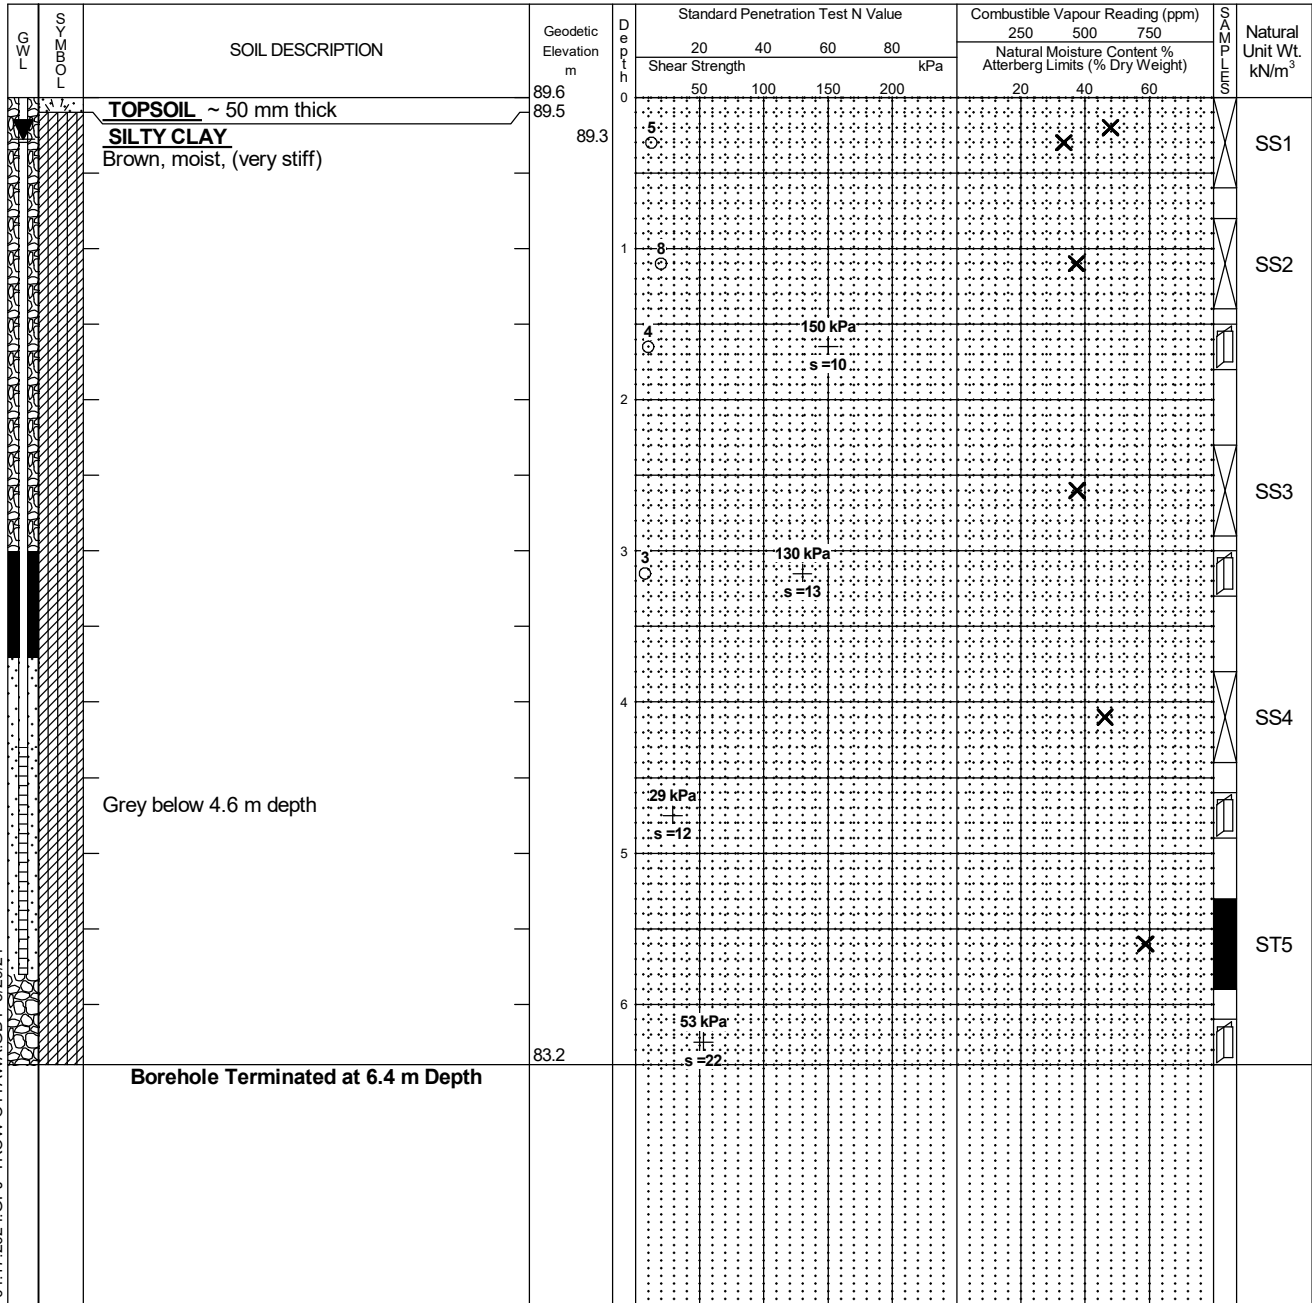 GWL
SYMBOL
SOIL DESCRIPTION
Geodetic
Elevation
m
Depth
Standard Penetration Test N Value
20 40 60 80
Shear Strength kPa
50 100 150 200
Combustible Vapour Reading (ppm)
250 500 750
Natural Moisture Content %
Atterberg Limits (% Dry Weight)
20 40 60
SAMPLES
Natural
Unit Wt.
kN/m³
89.6
0
TOPSOIL ~ 50 mm thick
89.5
SILTY CLAY
89.3
Brown, moist, (very stiff)
5
SS1
1
8
SS2
4
150 kPa
s =10
2
SS3
3
3
130 kPa
s =13
4
SS4
Grey below 4.6 m depth
29 kPa
s =12
5
ST5
6
53 kPa
s =22
83.2
Borehole Terminated at 6.4 m Depth